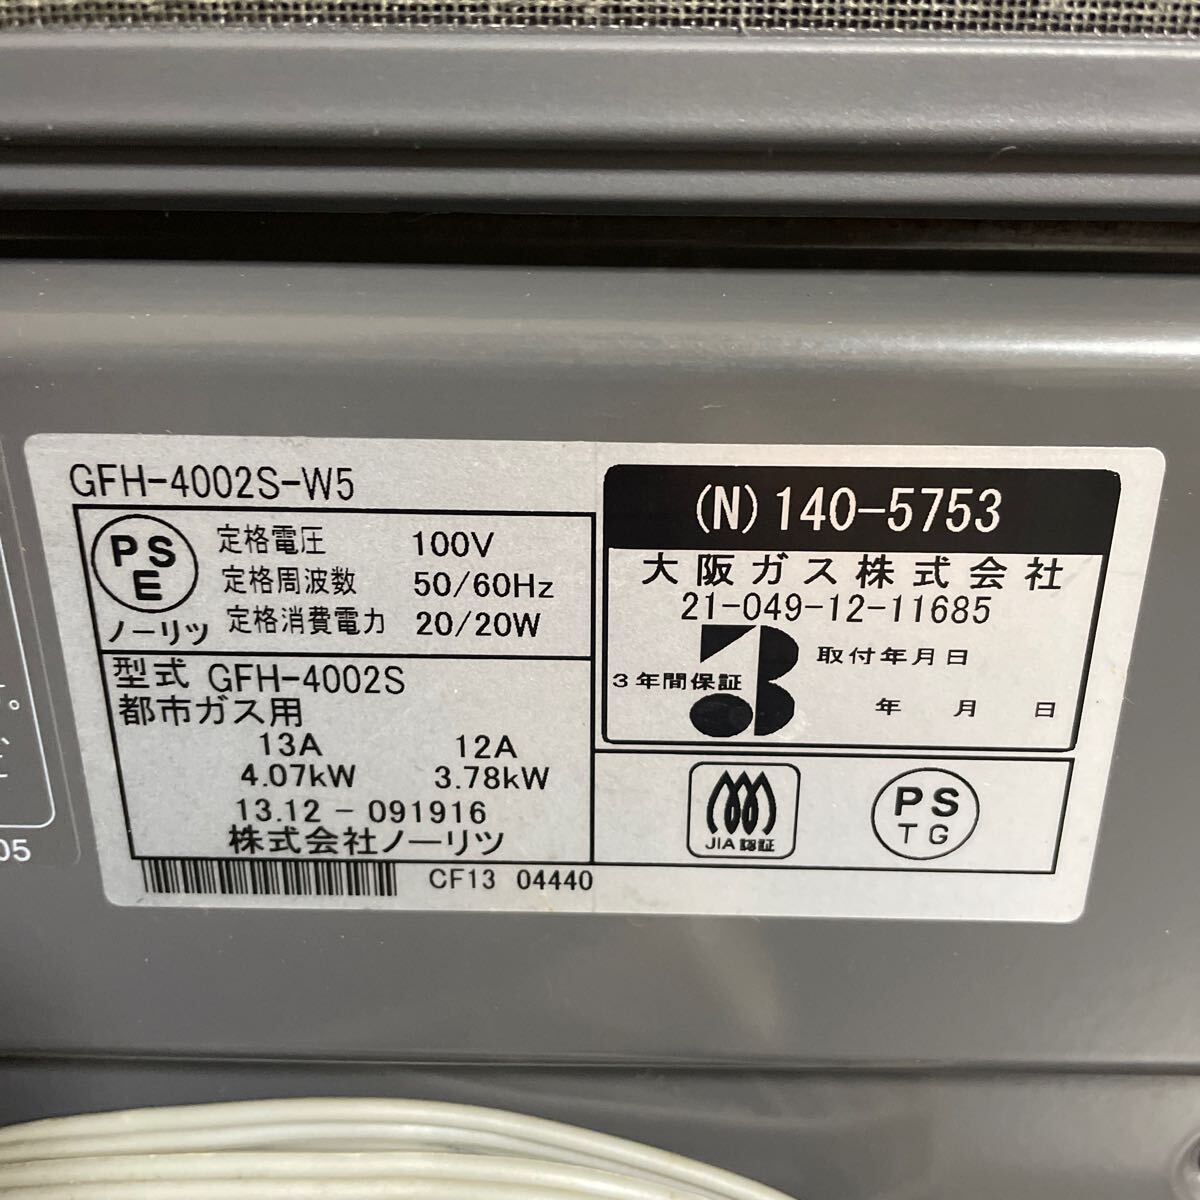 GFH-4002S-W5
PS
E
ノーリツ
定格電圧 100V
定格周波数 50/60Hz
定格消費電力 20/20W
型式 GFH-4002S
都市ガス用
13A 12A
4.07kW 3.78kW
13.12 - 091916
株式会社ノーリツ
CF13 04440
(N) 140-5753
大阪ガス株式会社
21-049-12-11685
3年間保証
取付年月日
年 月 日
JIA 認証
PS
TG
す。
05